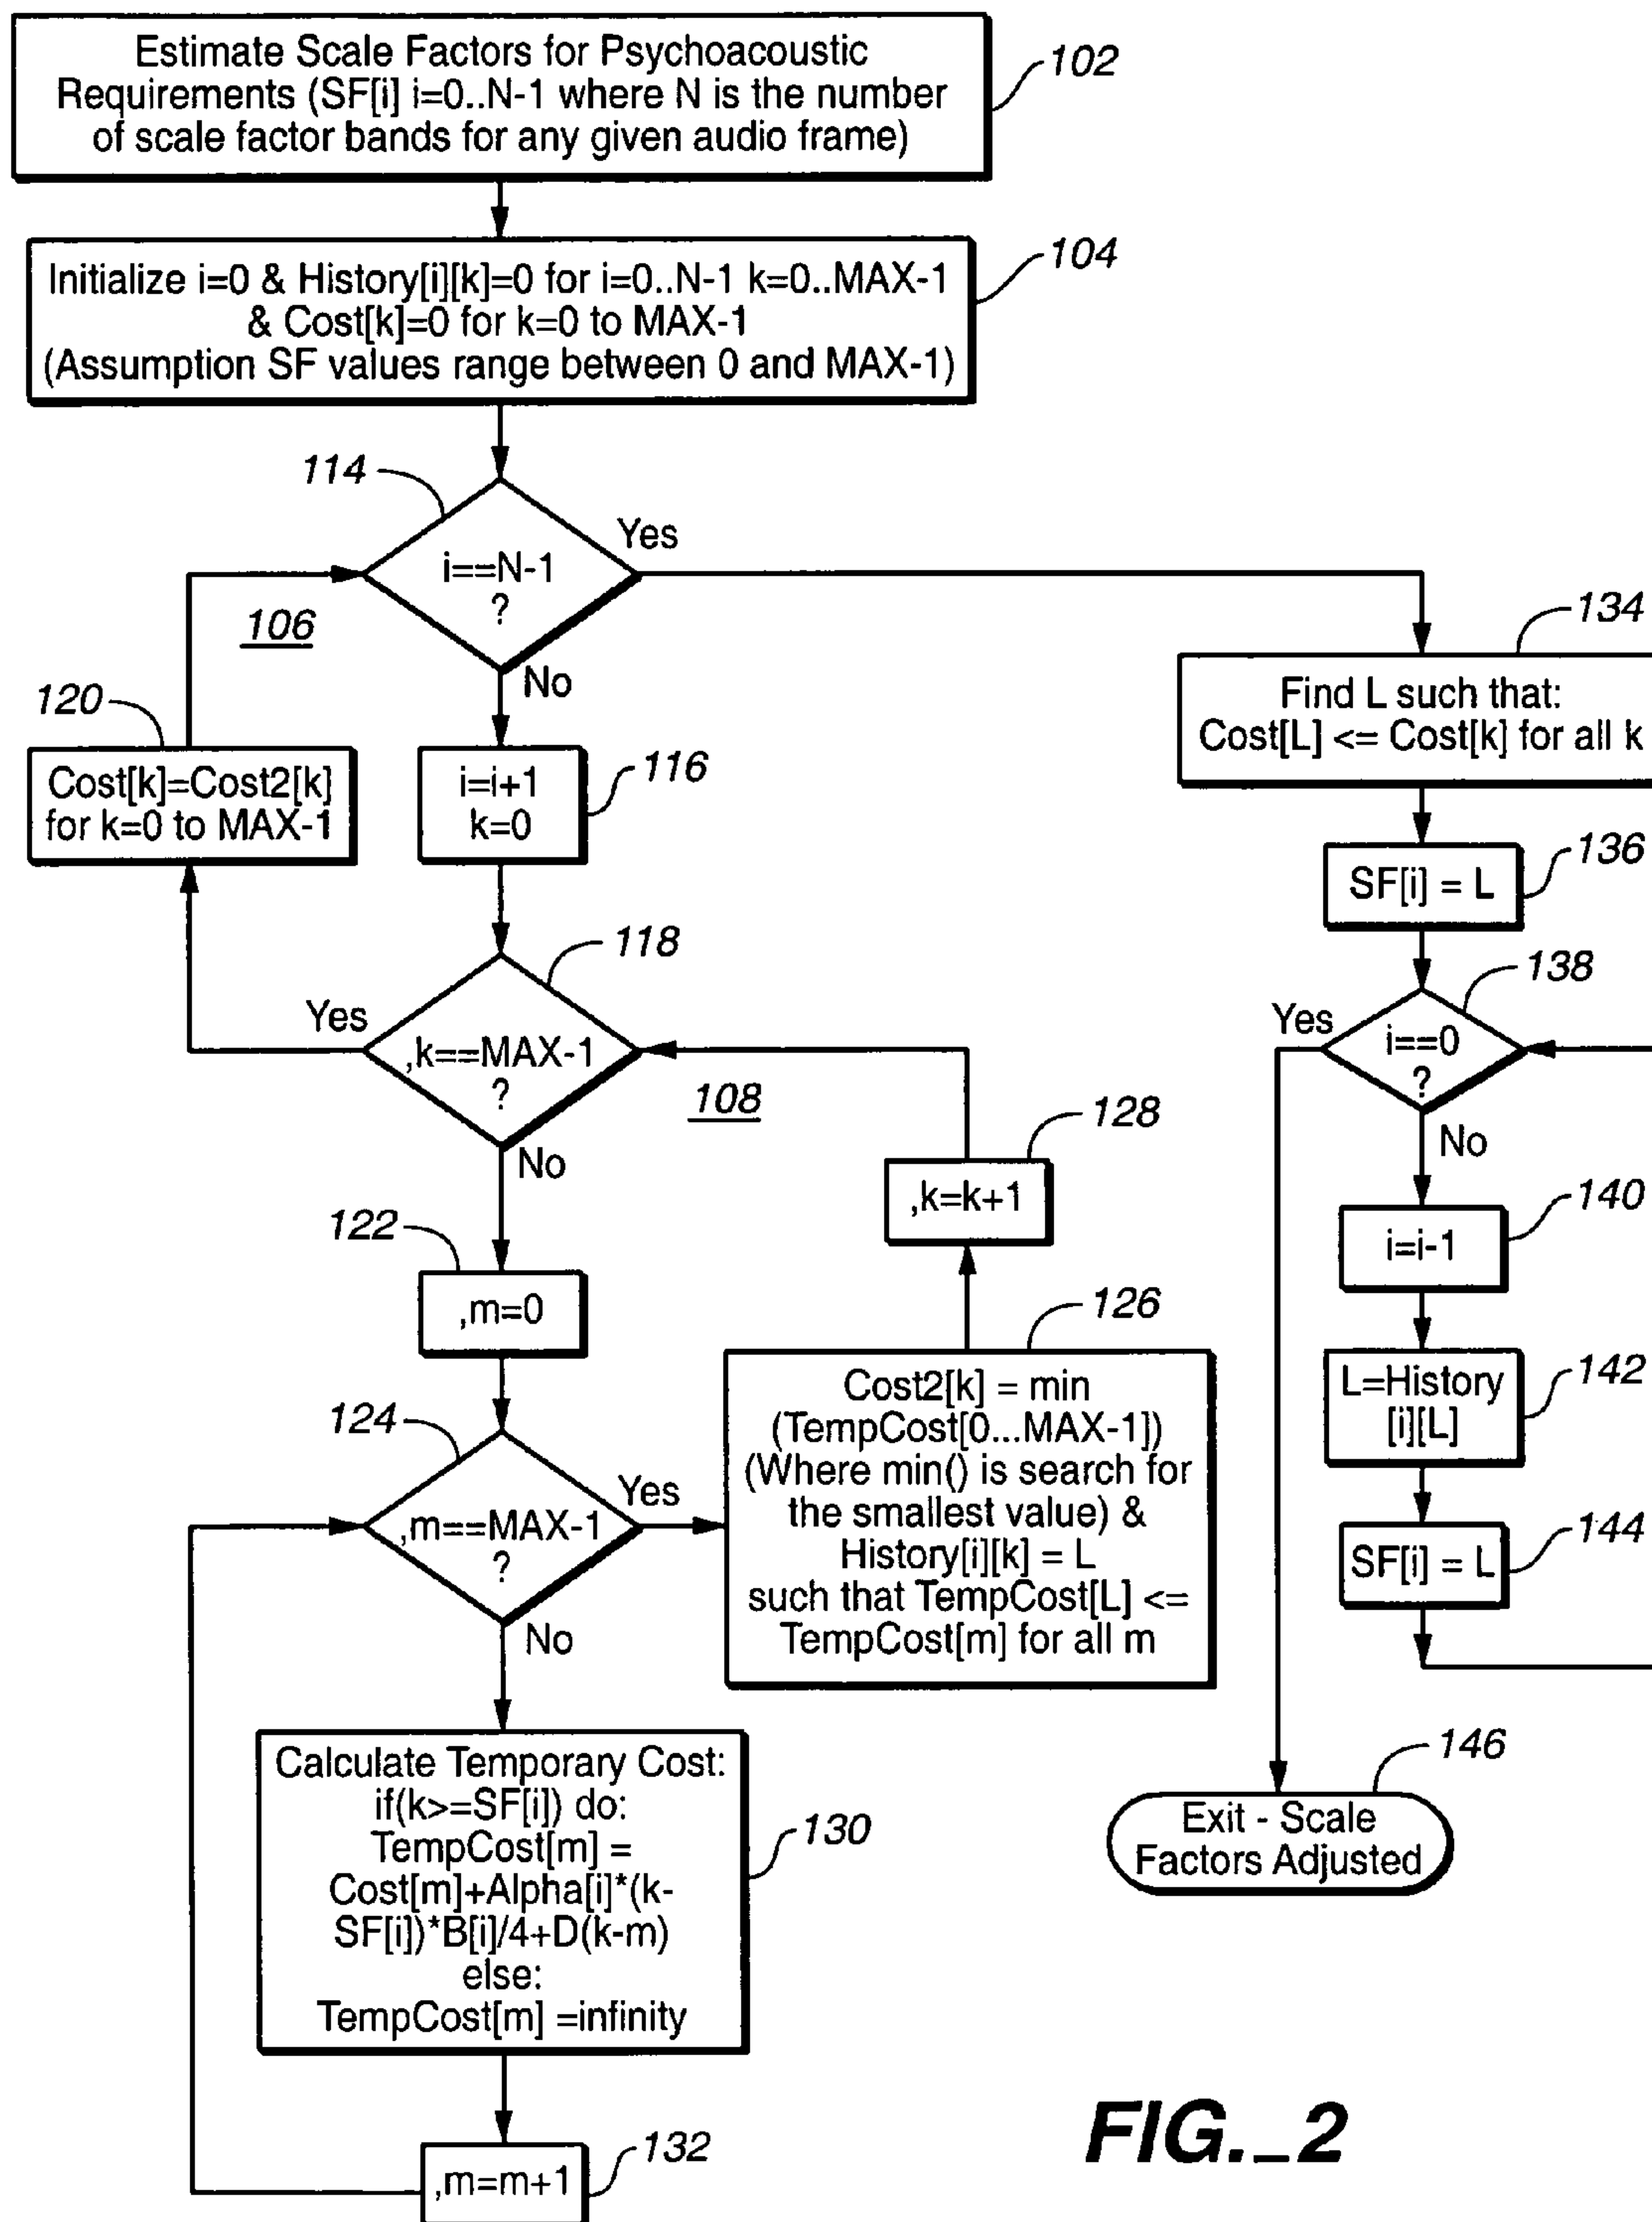 Estimate Scale Factors for Psychoacoustic
Requirements (SF[i] i=0..N-1 where N is the number
of scale factor bands for any given audio frame)
102
Initialize i=0 & History[i][k]=0 for i=0..N-1 k=0..MAX-1
& Cost[k]=0 for k=0 to MAX-1
(Assumption SF values range between 0 and MAX-1)
104
114
i==N-1
?
Yes
No
106
120
Cost[k]=Cost2[k]
for k=0 to MAX-1
i=i+1
k=0
116
118
,k==MAX-1
?
Yes
No
108
122
,m=0
128
,k=k+1
124
,m==MAX-1
?
Yes
No
126
Cost2[k] = min
(TempCost[0...MAX-1])
(Where min() is search for
the smallest value) &
History[i][k] = L
such that TempCost[L] <=
TempCost[m] for all m
Calculate Temporary Cost:
if(k>=SF[i]) do:
TempCost[m] =
Cost[m]+Alpha[i]*(k-
SF[i])*B[i]/4+D(k-m)
else:
TempCost[m] =infinity
130
,m=m+1
132
134
Find L such that:
Cost[L] <= Cost[k] for all k
136
SF[i] = L
138
i==0
?
Yes
No
140
i=i-1
142
L=History
[i][L]
144
SF[i] = L
146
Exit - Scale
Factors Adjusted
FIG._2